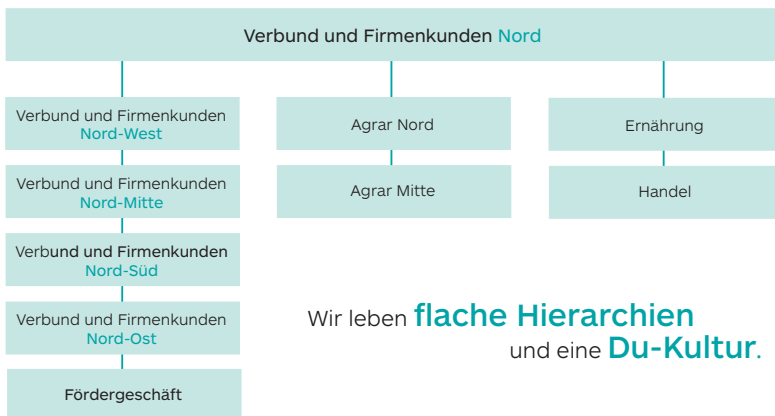 Verbund und Firmenkunden Nord
Verbund und Firmenkunden
Nord-West
Verbund und Firmenkunden
Nord-Mitte
Verbund und Firmenkunden
Nord-Süd
Verbund und Firmenkunden
Nord-Ost
Fördergeschäft
Agrar Nord
Agrar Mitte
Ernährung
Handel
Wir leben flache Hierarchien
und eine Du-Kultur.